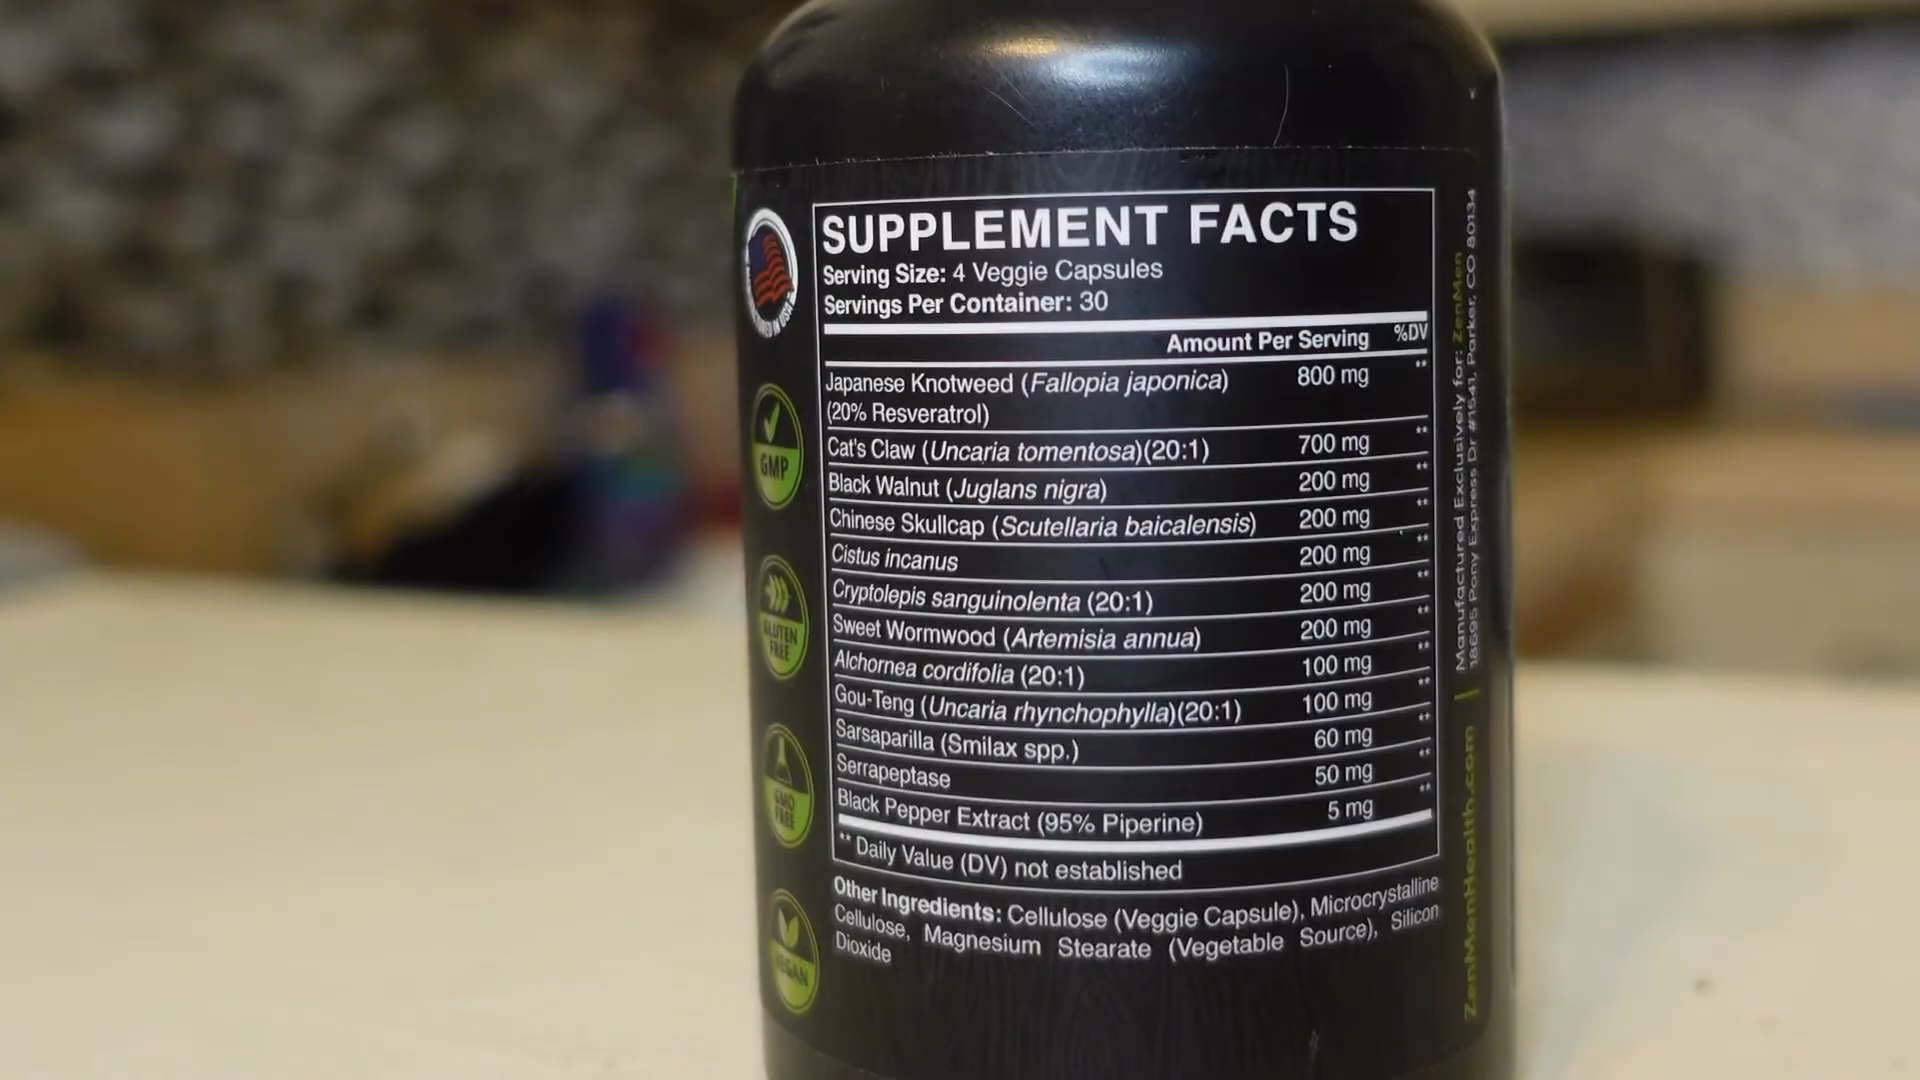 SUPPLEMENT FACTS
Serving Size: 4 Veggie Capsules
Servings Per Container: 30
Amount Per Serving %DV
Japanese Knotweed (Fallopia japonica) 800 mg **
(20% Resveratrol)
Cat's Claw (Uncaria tomentosa)(20:1) 700 mg **
Black Walnut (Juglans nigra) 200 mg **
Chinese Skullcap (Scutellaria baicalensis) 200 mg **
Cistus incanus 200 mg **
Cryptolepis sanguinolenta (20:1) 200 mg **
Sweet Wormwood (Artemisia annua) 200 mg **
Alchornea cordifolia (20:1) 100 mg **
Gou-Teng (Uncaria rhynchophylla)(20:1) 100 mg **
Sarsaparilla (Smilax spp.) 60 mg **
Serrapeptase 50 mg **
Black Pepper Extract (95% Piperine) 5 mg **
** Daily Value (DV) not established
Other Ingredients: Cellulose (Veggie Capsule), Microcrystalline
Cellulose, Magnesium Stearate (Vegetable Source), Silicon
Dioxide
IN USA
GMP
GLUTEN
FREE
GMO
FREE
VEGAN
Manufactured Exclusively for: ZenMen
18695 Pony Express Dr #1541, Parker, CO 80134
ZenMenHealth.com